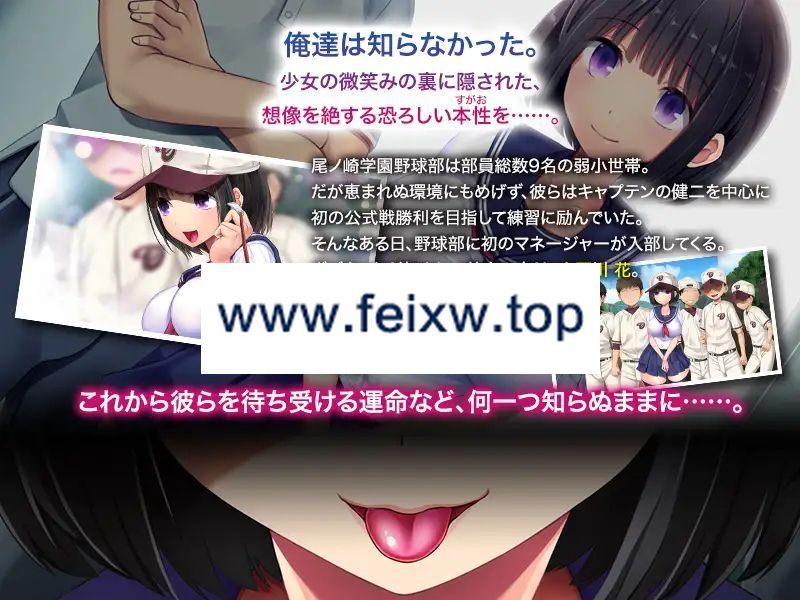 俺達は知らなかった。
少女の微笑みの裏に隠された、
すがお
想像を絶する恐ろしい本性を……。
尾ノ崎学園野球部は部員総数9名の弱小世帯。
だが恵まれぬ環境にもめげず、彼らはキャプテンの健二を中心に
初の公式戦勝利を目指して練習に励んでいた。
そんなある日、野球部に初のマネージャーが入部してくる。
川 花。
www.feixw.top
これから彼らを待ち受ける運命など、何一つ知らぬままに……。